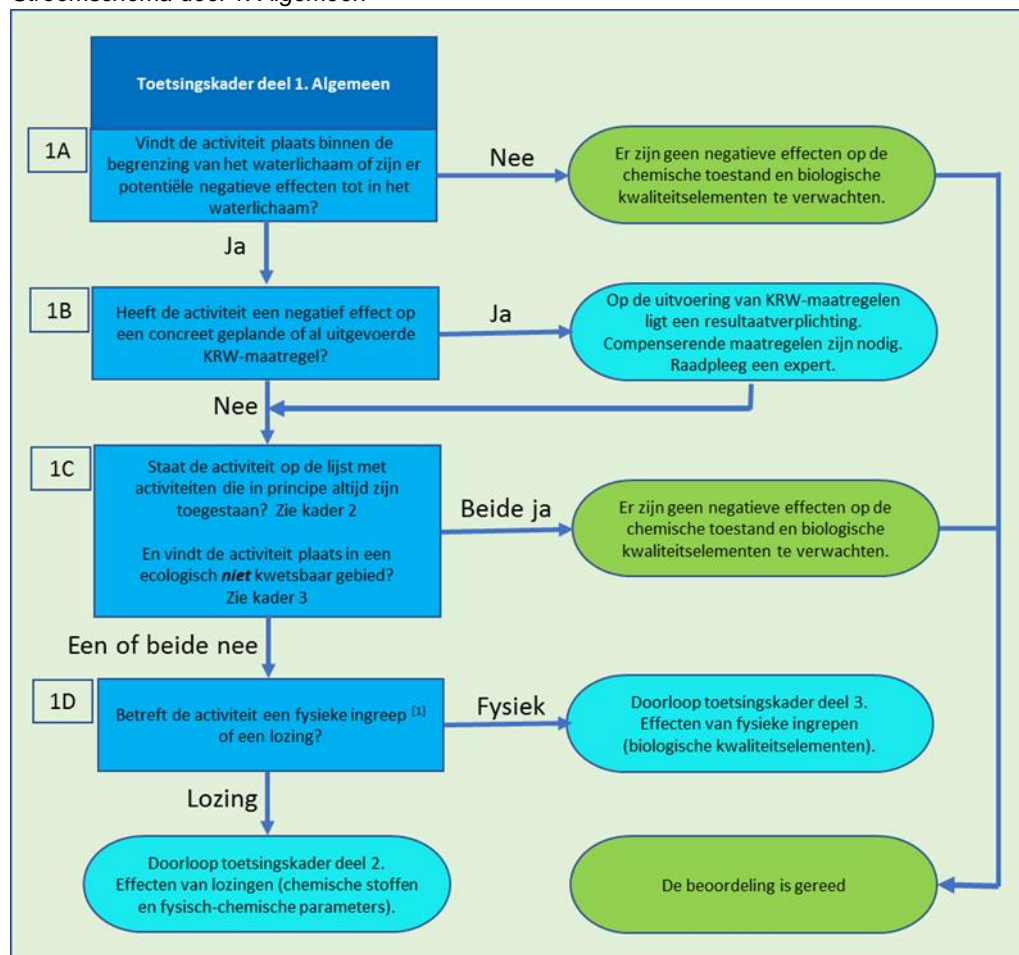 Stroomschema deel 1. Algemeen
Toetsingskader deel 1. Algemeen
1A
Vindt de activiteit plaats binnen de
begrenzing van het waterlichaam of zijn er
potentiële negatieve effecten tot in het
waterlichaam?
Nee
Er zijn geen negatieve effecten op de
chemische toestand en biologische
kwaliteitselementen te verwachten.
Ja
1B
Heeft de activiteit een negatief effect op
een concreet geplande of al uitgevoerde
KRW-maatregel?
Ja
Op de uitvoering van KRW-maatregelen
ligt een resultaatverplichting.
Compenserende maatregelen zijn nodig.
Raadpleeg een expert.
Nee
1C
Staat de activiteit op de lijst met
activiteiten die in principe altijd zijn
toegestaan?  Zie kader 2
En vindt de activiteit plaats in een
ecologisch niet kwetsbaar gebied?
Zie kader 3
Beide ja
Er zijn geen negatieve effecten op de
chemische toestand en biologische
kwaliteitselementen te verwachten.
Een of beide nee
1D
Betreft de activiteit een fysieke ingreep [1]
of een lozing?
Fysiek
Doorloop toetsingskader deel 3.
Effecten van fysieke ingrepen
(biologische kwaliteitselementen).
Lozing
Doorloop toetsingskader deel 2.
Effecten van lozingen (chemische stoffen
en fysisch-chemische parameters).
De beoordeling is gereed